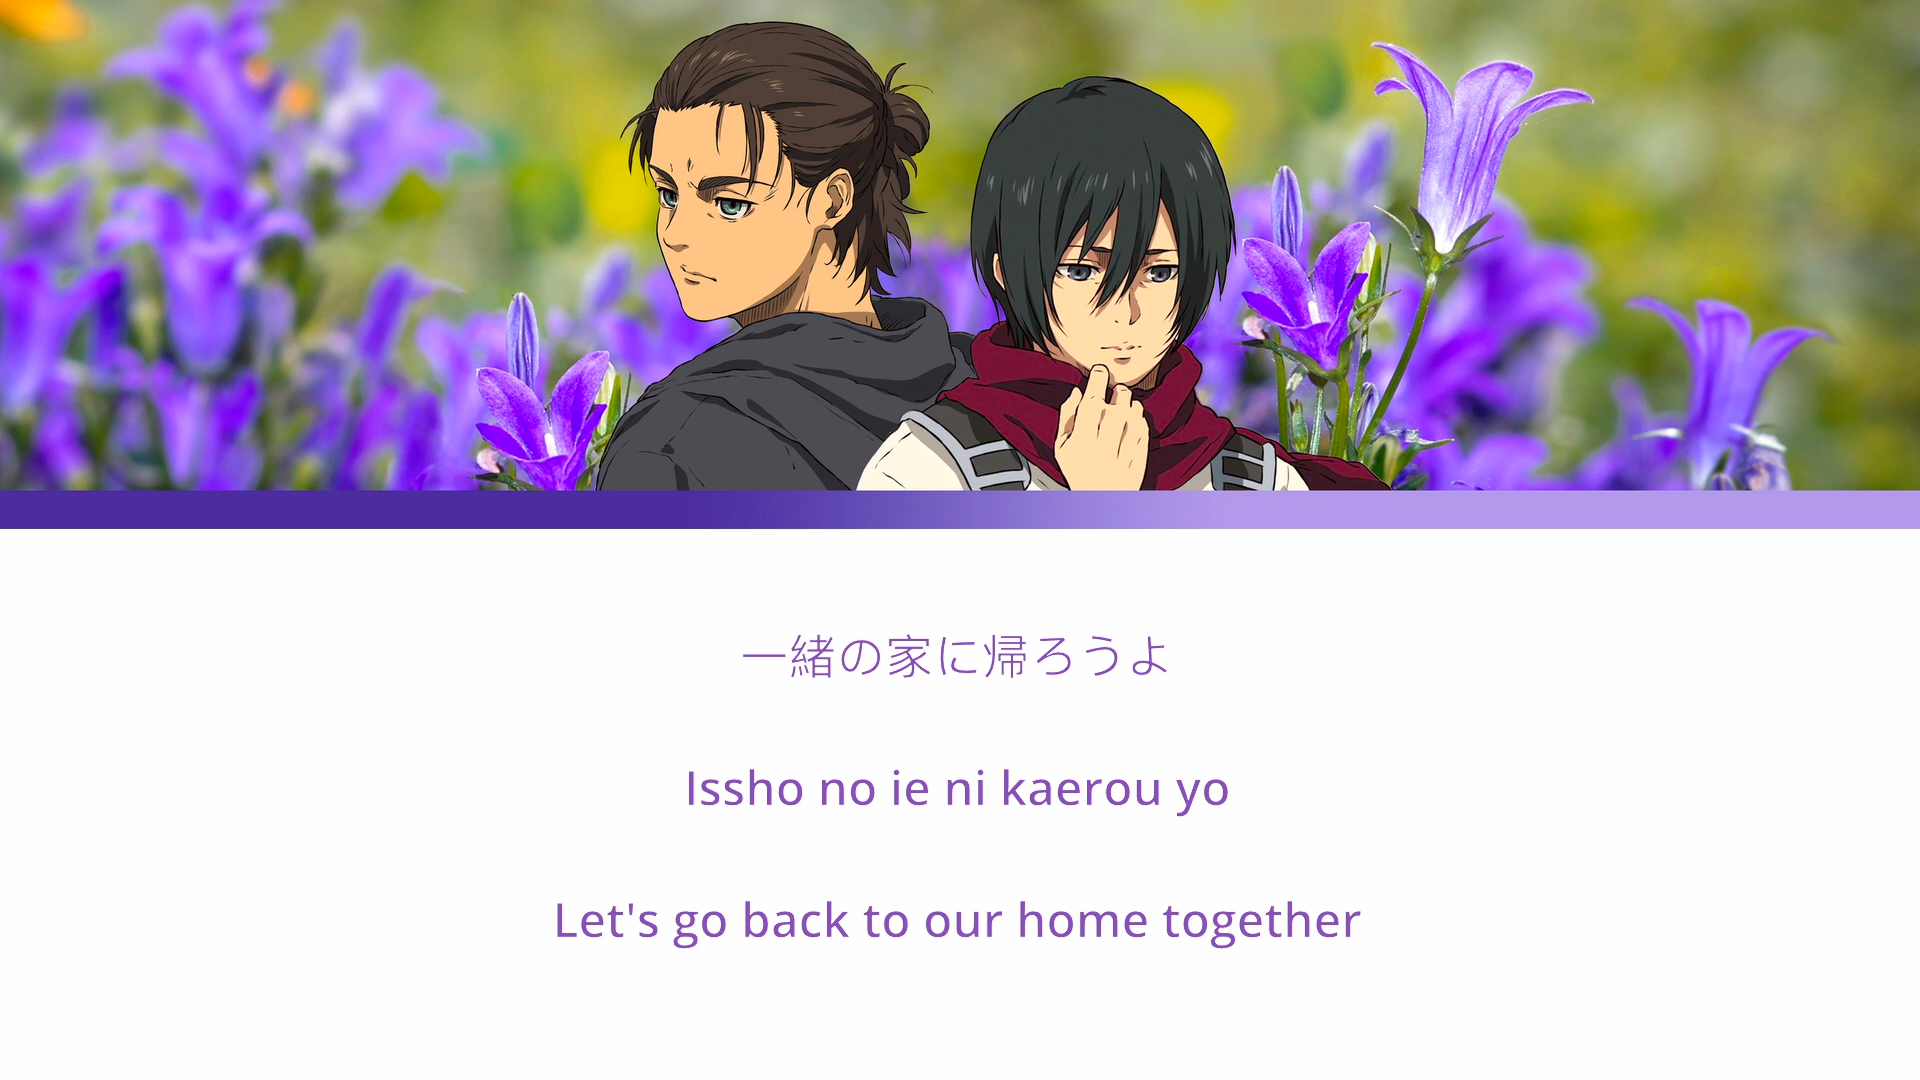 一緒の家に帰ろうよ
Issho no ie ni kaerou yo
Let's go back to our home together